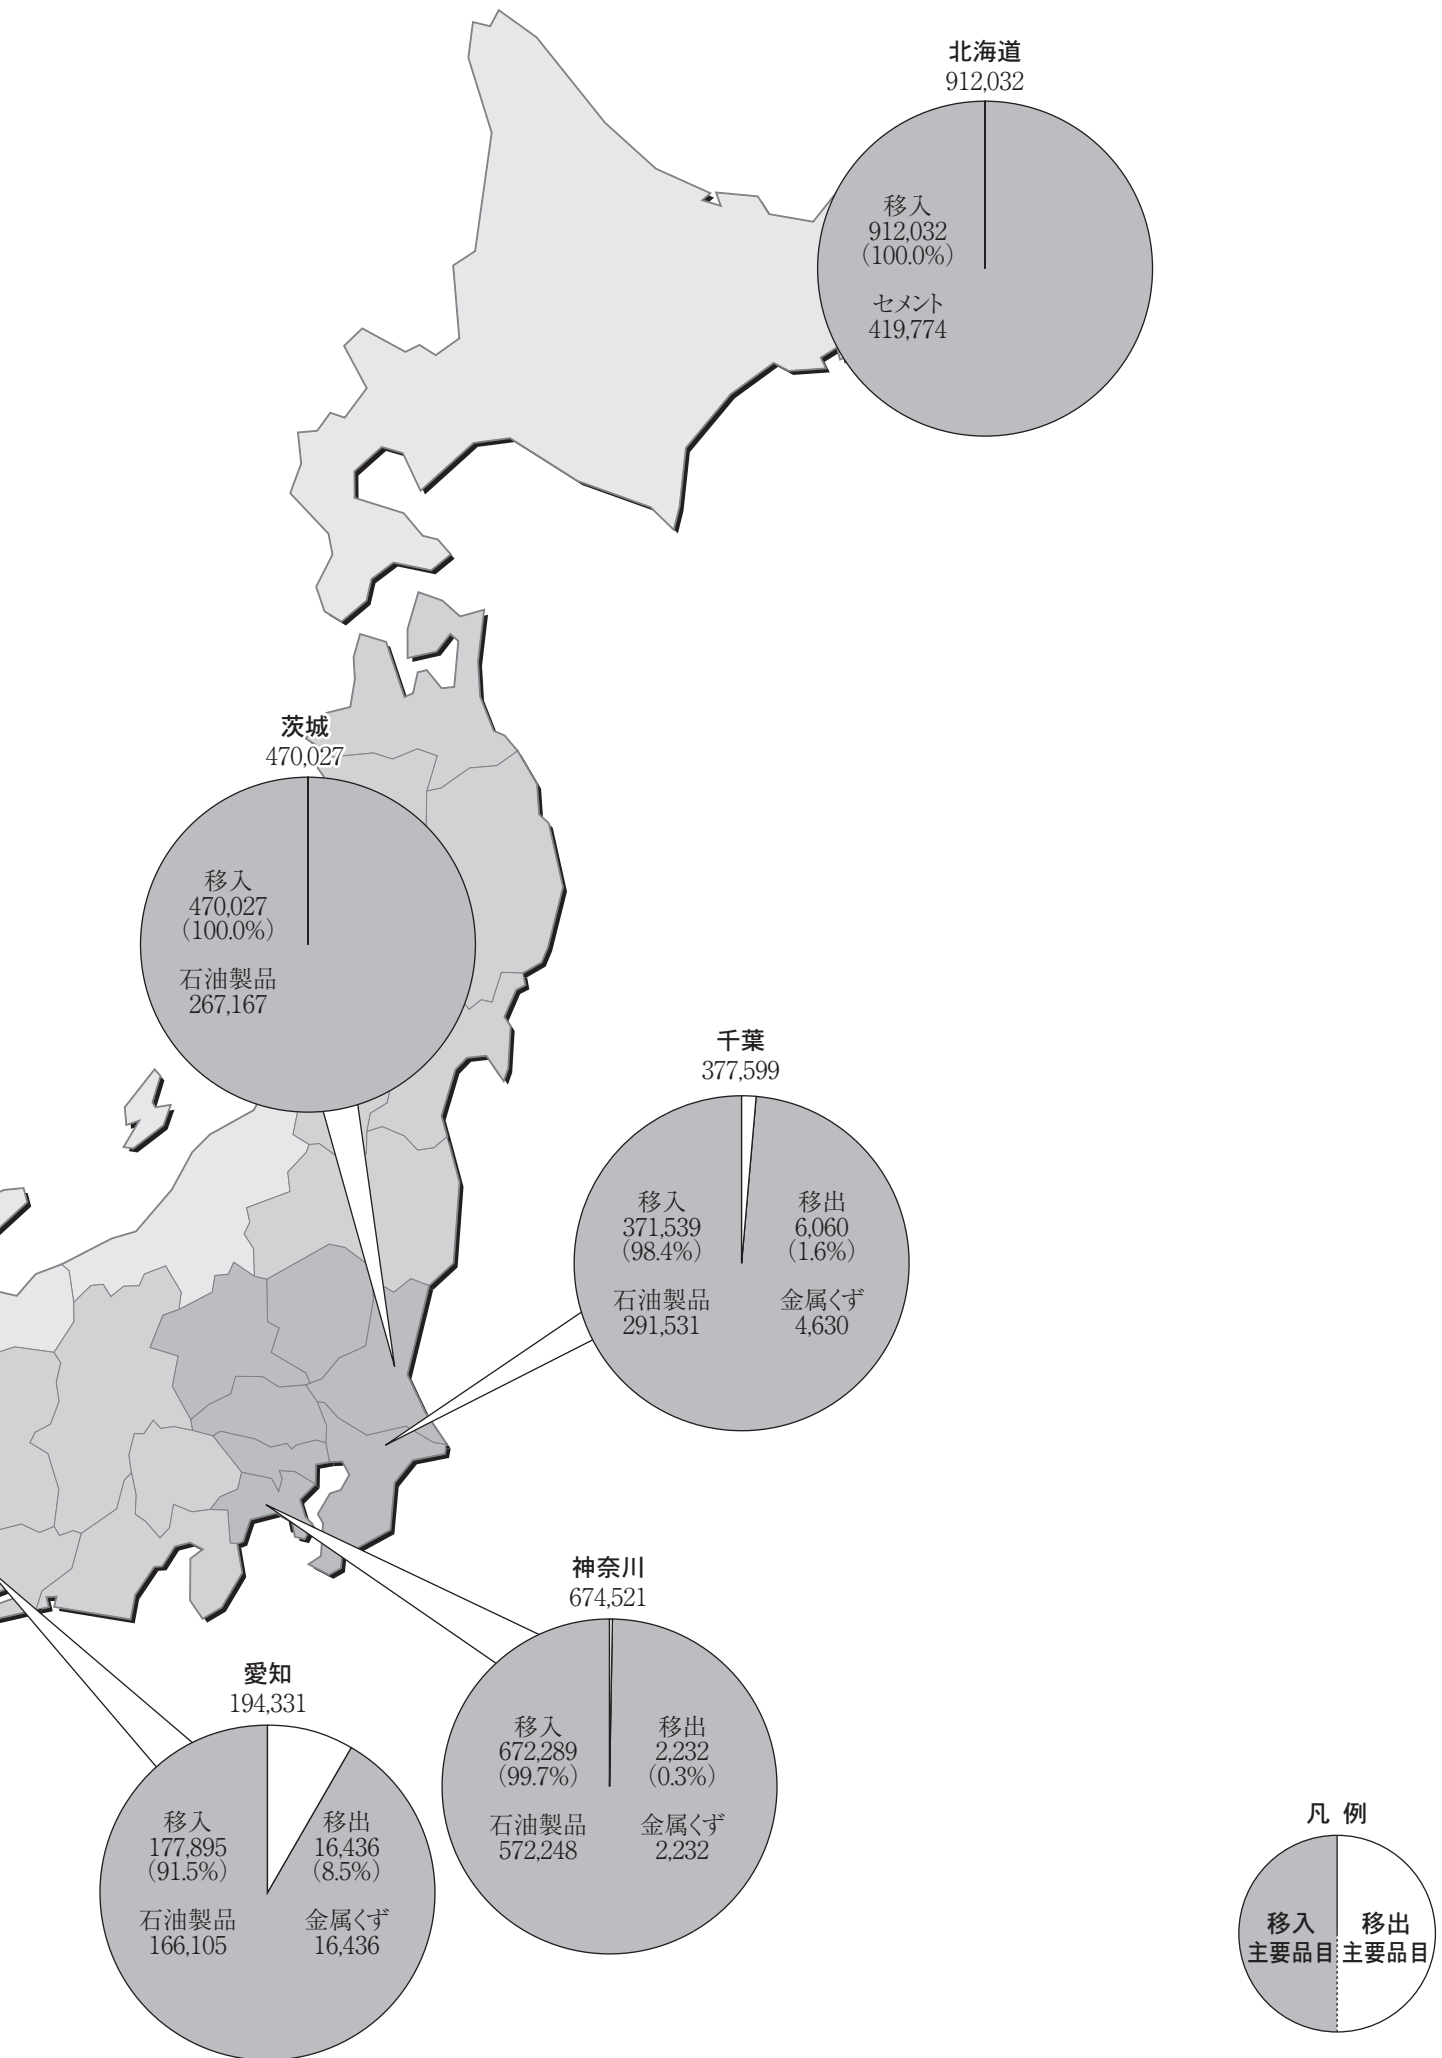 北海道
912,032
移入
912,032
(100.0%)
セメント
419,774
茨城
470,027
移入
470,027
(100.0%)
石油製品
267,167
千葉
377,599
移入
371,539
(98.4%)
石油製品
291,531
移出
6,060
(1.6%)
金属くず
4,630
神奈川
674,521
移入
672,289
(99.7%)
石油製品
572,248
移出
2,232
(0.3%)
金属くず
2,232
愛知
194,331
移入
177,895
(91.5%)
石油製品
166,105
移出
16,436
(8.5%)
金属くず
16,436
凡 例
移入
主要品目
移出
主要品目